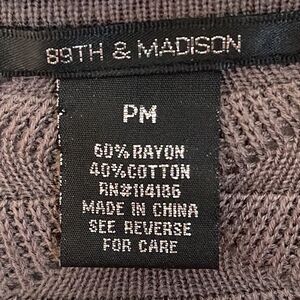 89TH & MADISON
PM
60% RAYON
40% COTTON
RN#114186
MADE IN CHINA
SEE REVERSE
FOR CARE